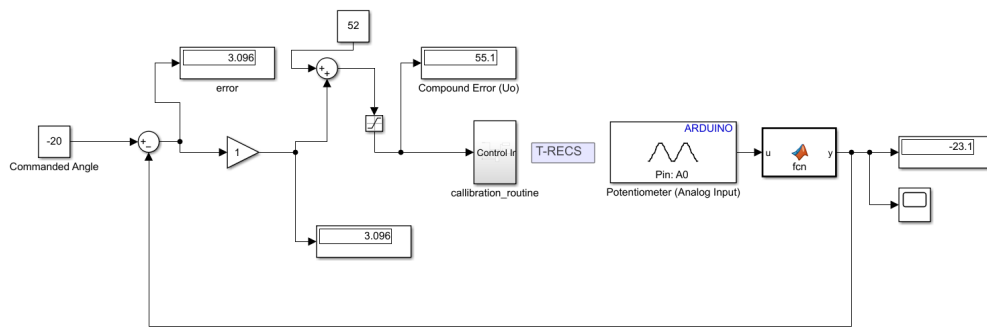 52
3.096
error
+
+
55.1
Compound Error (Uo)
-20
Commanded Angle
+
−
1
Control In
callibration_routine
T-RECS
ARDUINO
Pin: A0
Potentiometer (Analog Input)
u
fcn
y
-23.1
3.096